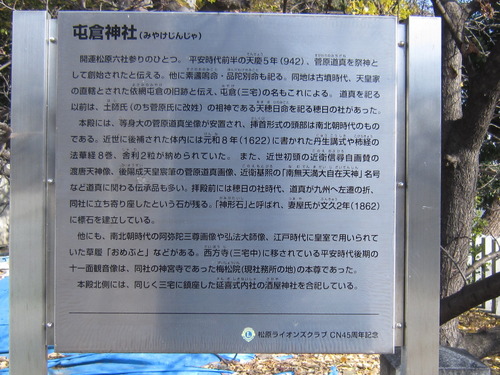 屯倉神社(みやけじんじゃ)
開運松原六社参りのひとつ。平安時代前半の天慶5年(942)、菅原道真を祭神と
して創始されたと伝える。他に素盞嗚命・品陀別命も祀る。同地は古墳時代、天皇家
の直轄とされた依網屯倉の旧跡と伝え、屯倉(三宅)の名もこれによる。道真を祀る
以前は、土師氏(のち菅原氏に改姓)の祖神である天穂日命を祀る穂日の社があった。
本殿には、等身大の菅原道真坐像が安置され、挿首形式の頭部は南北朝時代のもの
である。近世に後補された体内には元和8年(1622)に書かれた丹生講式や柿経の
法華経8巻、舎利2粒が納められていた。また、近世初頭の近衛信尋自画賛の
渡唐天神像、後陽成天皇宸筆の菅原道真画像、近衛基熙の「南無天満大自在天神」名号
など道真に関わる伝承品も多い。拝殿前には穂日の社時代、道真が九州へ左遷の折、
同社に立ち寄り座したという石が残る。「神形石」と呼ばれ、妻屋氏が文久2年(1862)
に標石を建立している。
他にも、南北朝時代の阿弥陀三尊画像や弘法大師像、江戸時代に皇室で用いられて
いた草履「おめぶと」などがある。西方寺(三宅中)に移されている平安時代後期の
十一面観音像は、同社の神宮寺であった梅松院(現社務所の地)の本尊であった。
本殿北側には、同じく三宅に鎮座した延喜式内社の酒屋神社を合祀している。
松原ライオンズクラブ CN45周年記念